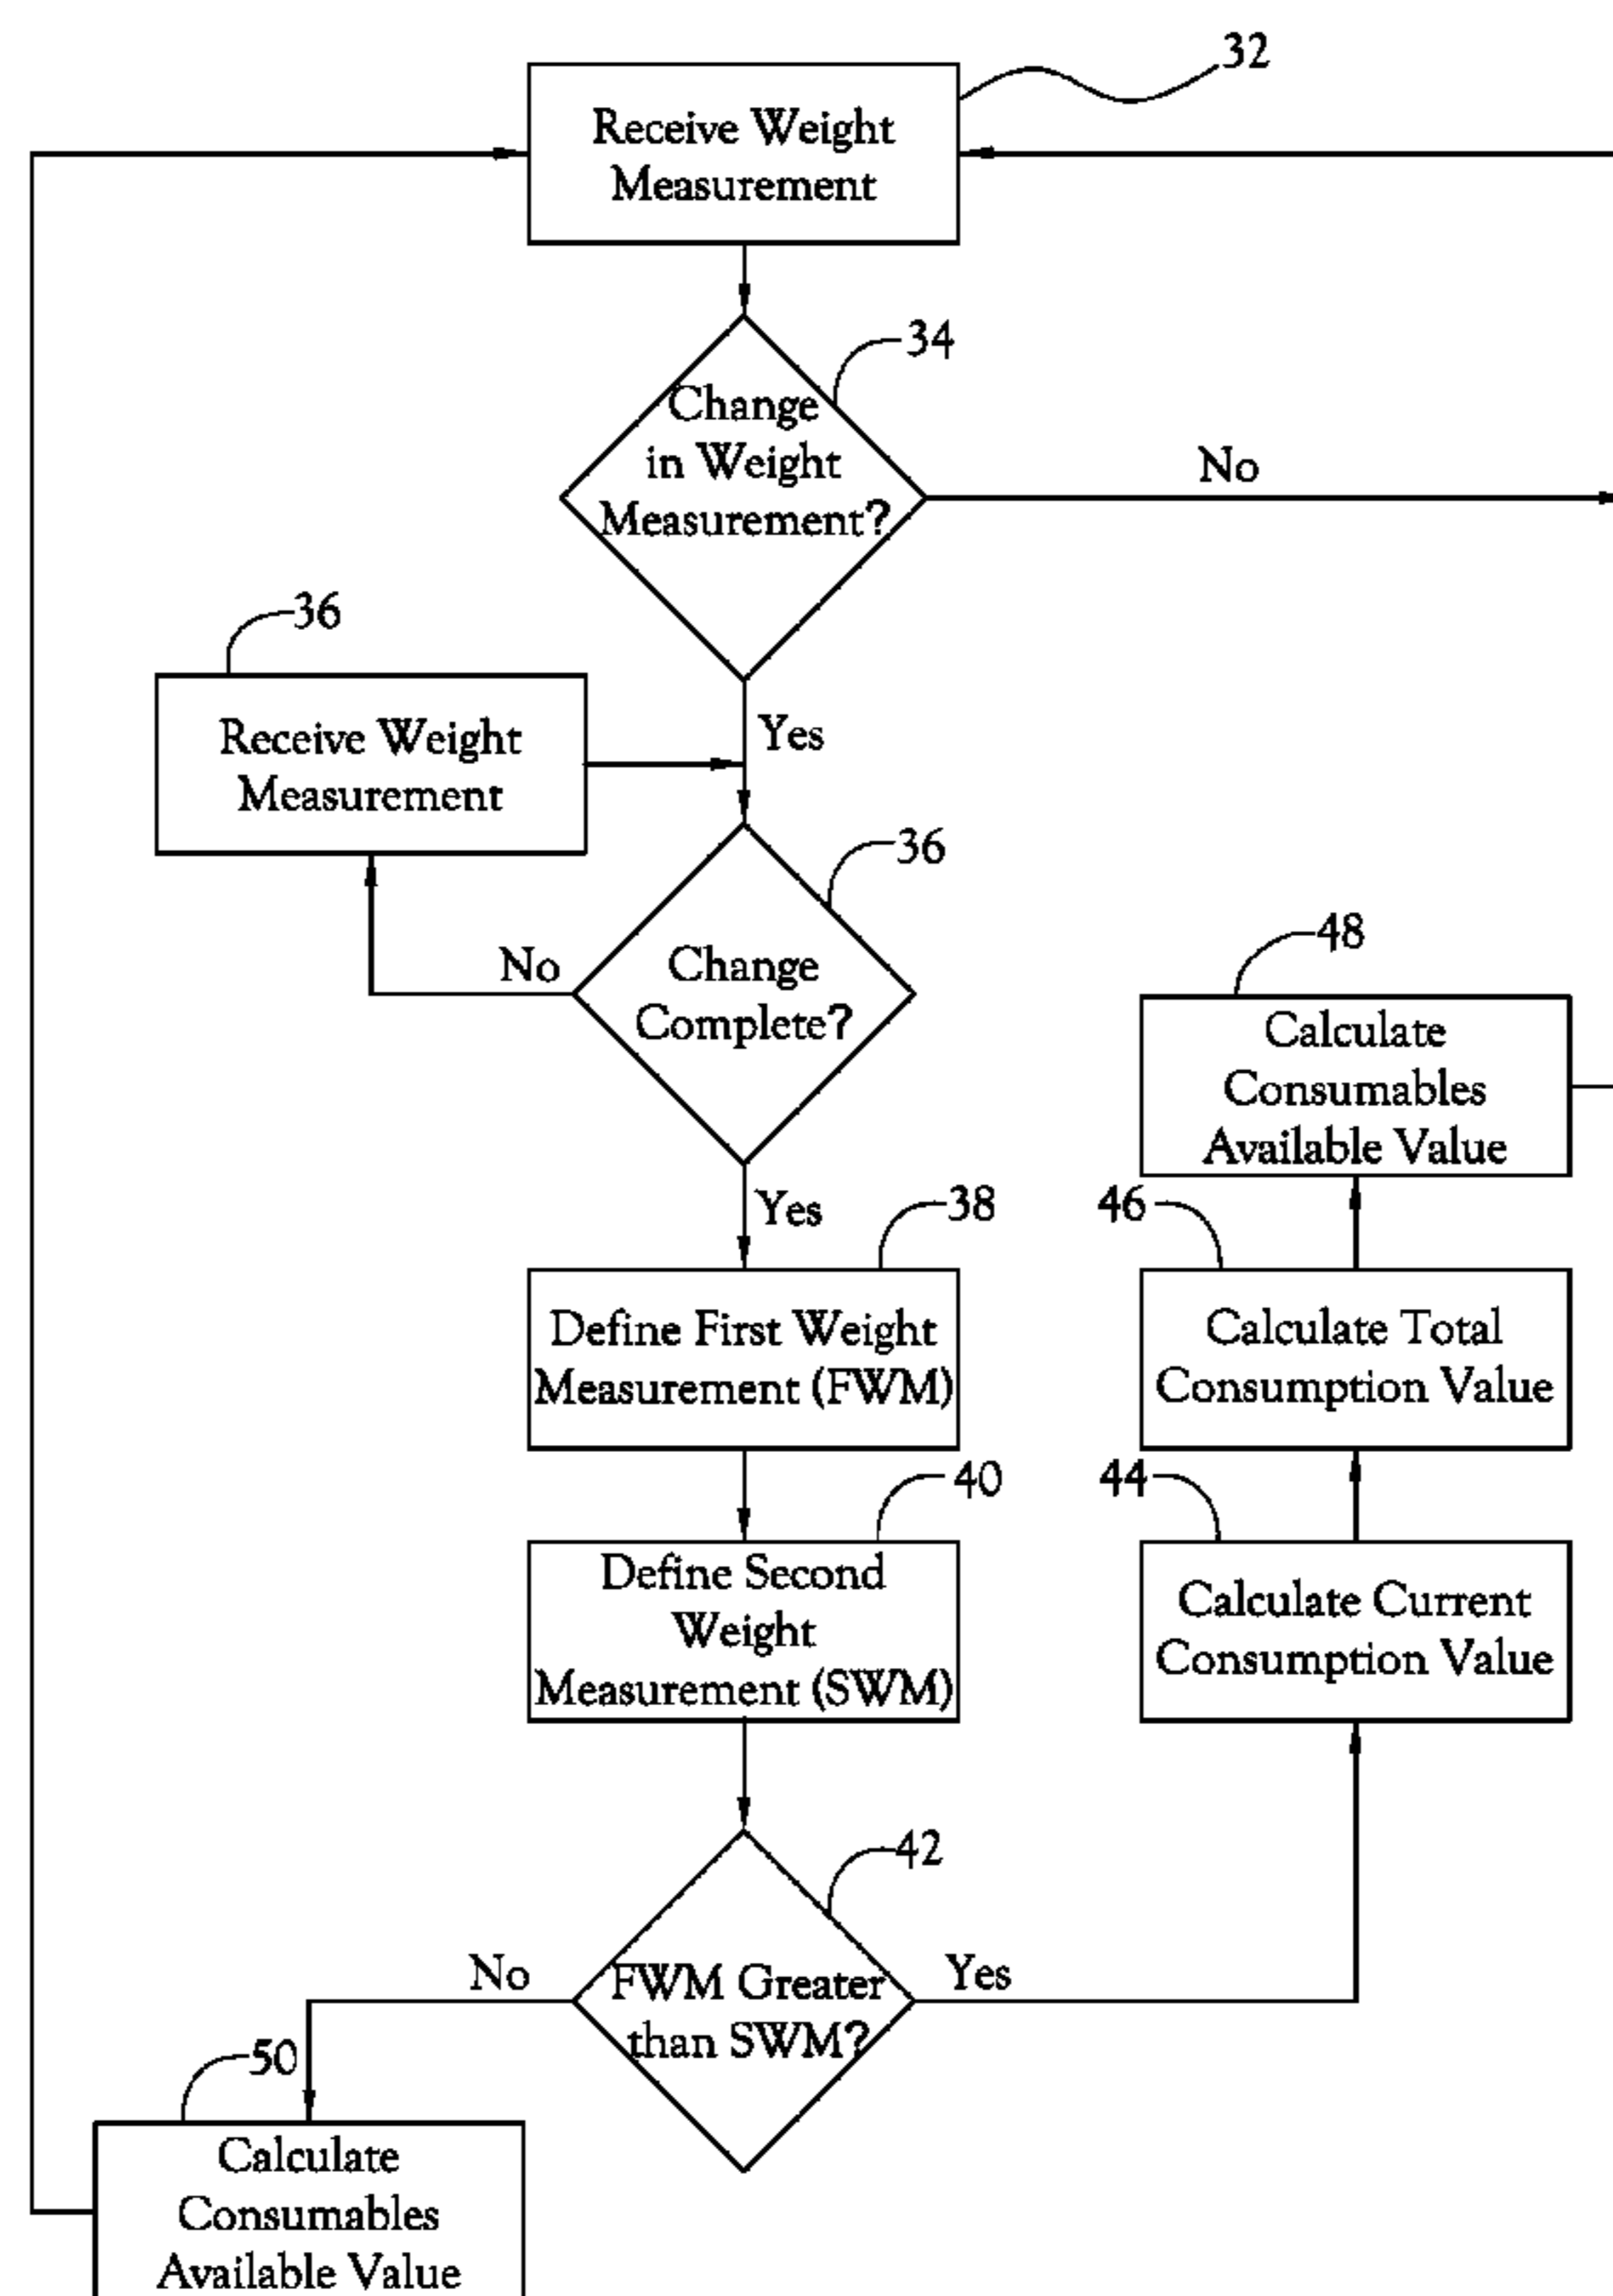 32
Receive Weight
Measurement
34
Change
in Weight
Measurement?
No
36
Receive Weight
Measurement
Yes
36
No
Change
Complete?
48
Calculate
Consumables
Available Value
Yes
38
46
Define First Weight
Measurement (FWM)
Calculate Total
Consumption Value
40
44
Define Second
Weight
Measurement (SWM)
Calculate Current
Consumption Value
42
No
FWM Greater
than SWM?
Yes
50
Calculate
Consumables
Available Value